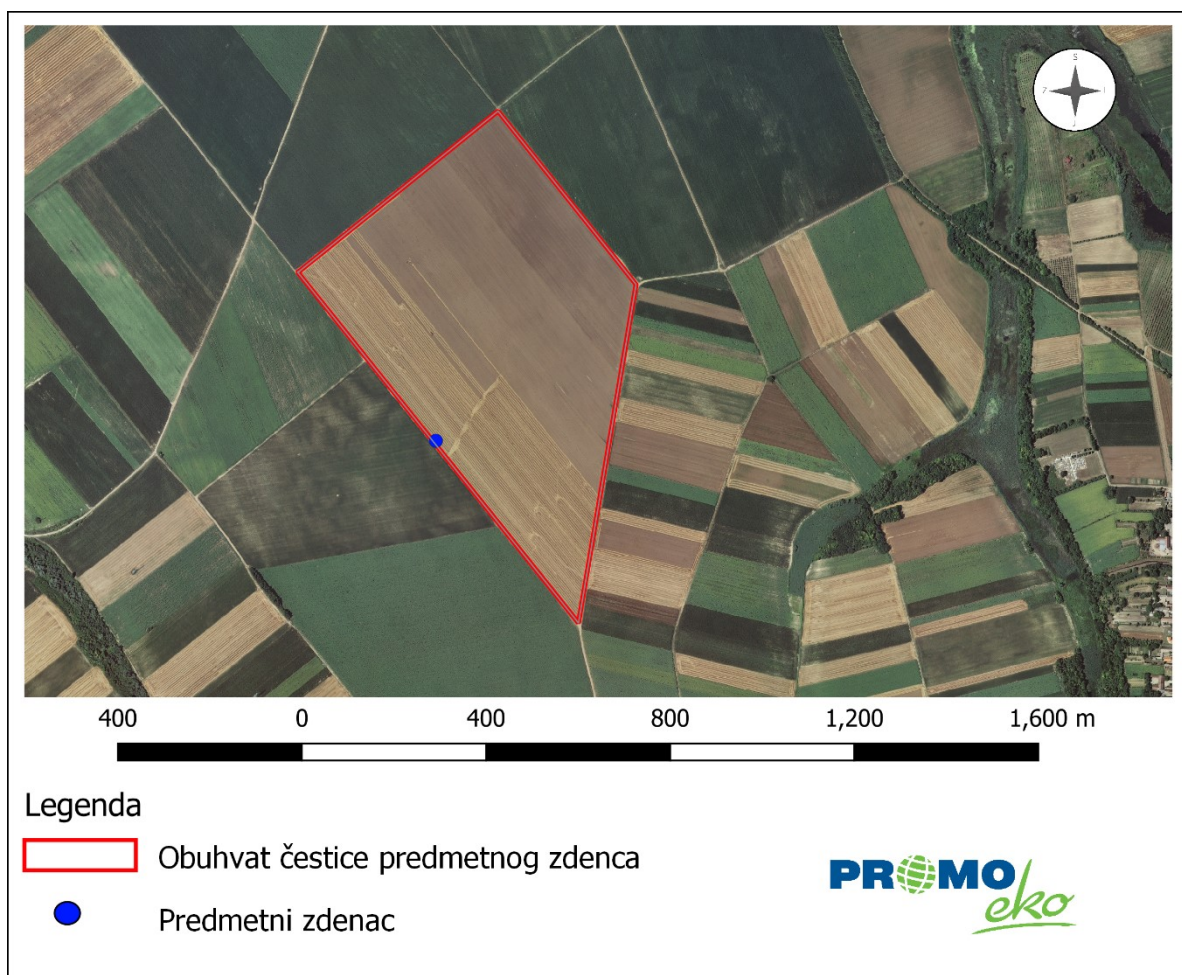 S
Z I
J
400 0 400 800 1,200 1,600 m
Legenda
Obuhvat čestice predmetnog zdenca
Predmetni zdenac
PROMO
eko